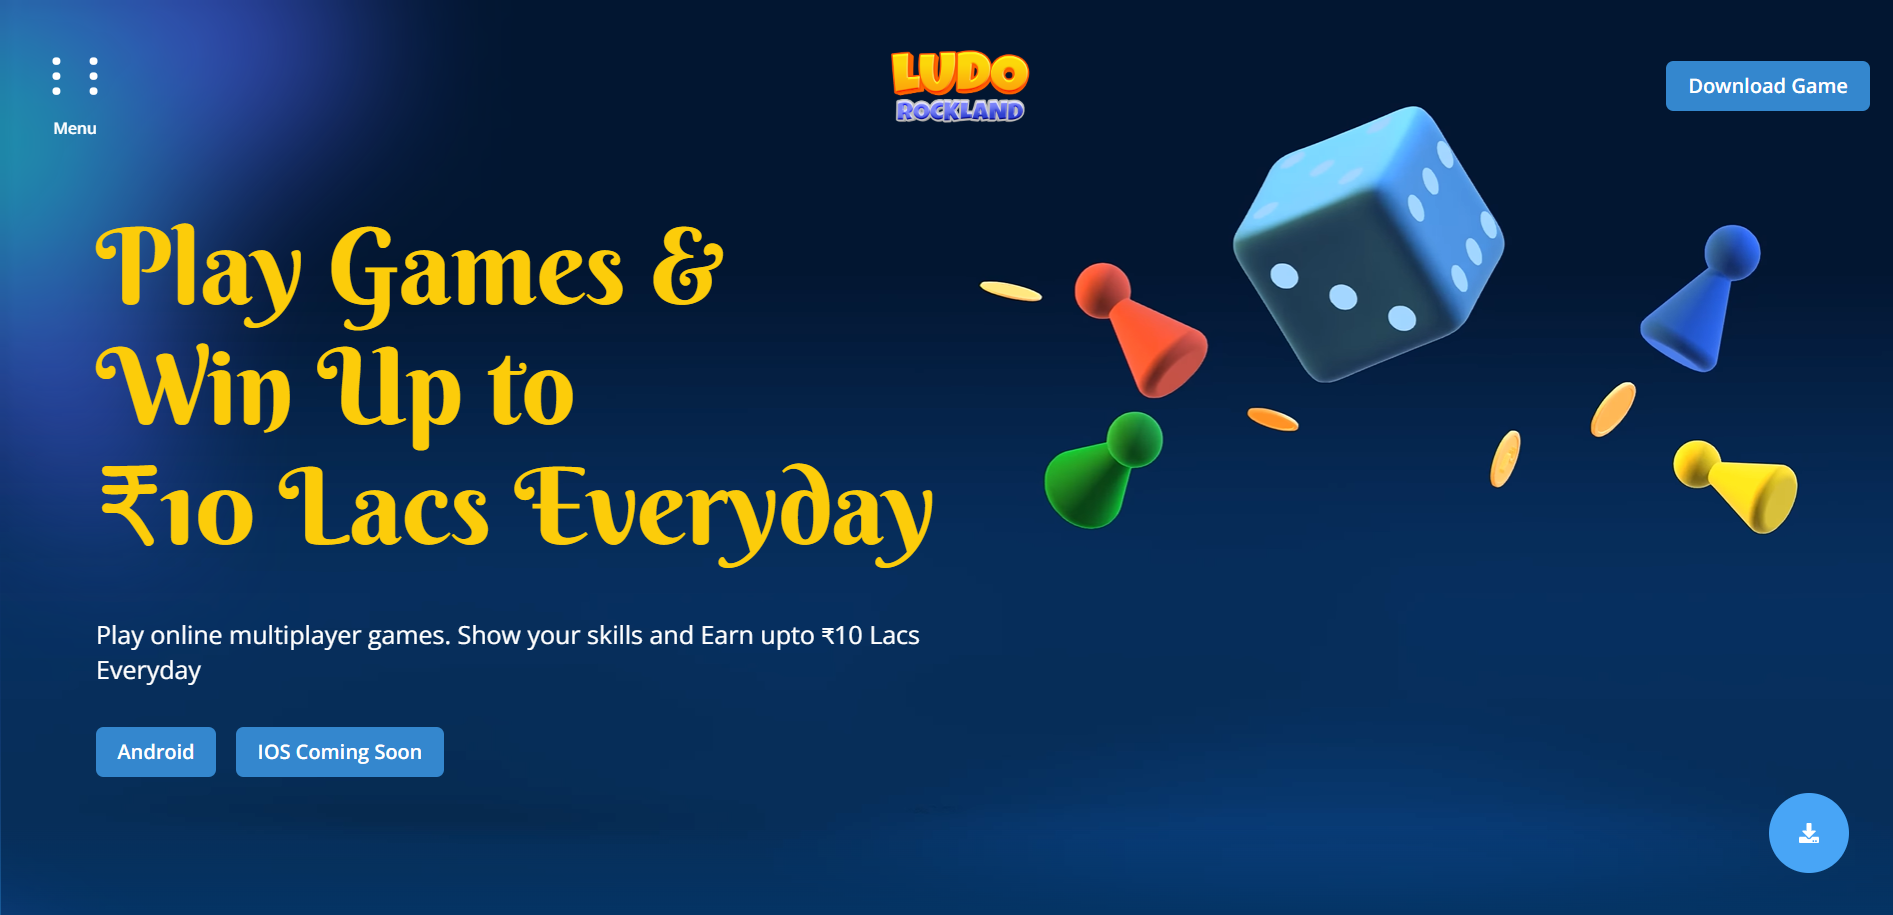 Menu
LUDO
ROCKLAND
Download Game
Play Games &
Win Up to
₹10 Lacs Everyday
Play online multiplayer games. Show your skills and Earn upto ₹10 Lacs
Everyday
Android
IOS Coming Soon